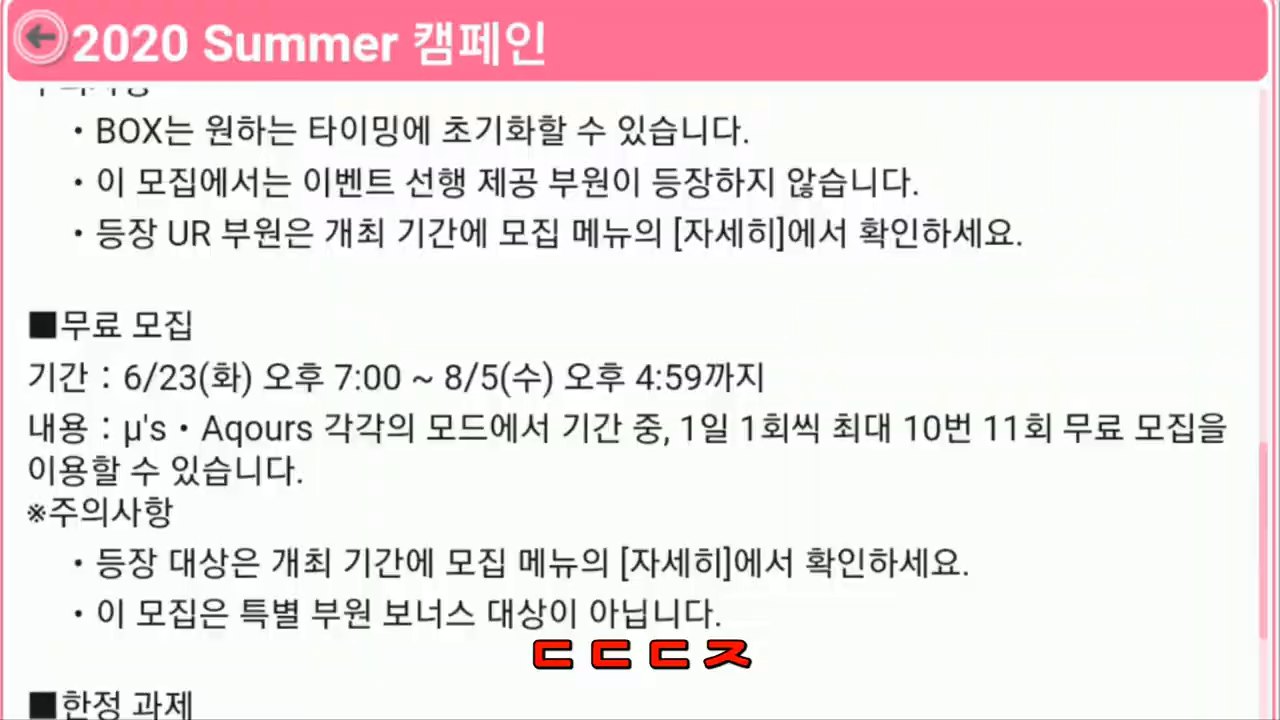 2020 Summer 캠페인
• BOX는 원하는 타이밍에 초기화할 수 있습니다.
• 이 모집에서는 이벤트 선행 제공 부원이 등장하지 않습니다.
• 등장 UR 부원은 개최 기간에 모집 메뉴의 [자세히]에서 확인하세요.
■무료 모집
기간 : 6/23(화) 오후 7:00 ~ 8/5(수) 오후 4:59까지
내용 : μ's • Aqours 각각의 모드에서 기간 중, 1일 1회씩 최대 10번 11회 무료 모집을
이용할 수 있습니다.
※주의사항
• 등장 대상은 개최 기간에 모집 메뉴의 [자세히]에서 확인하세요.
• 이 모집은 특별 부원 보너스 대상이 아닙니다.
ㄷㄷㄷㅈ
■한정 과제